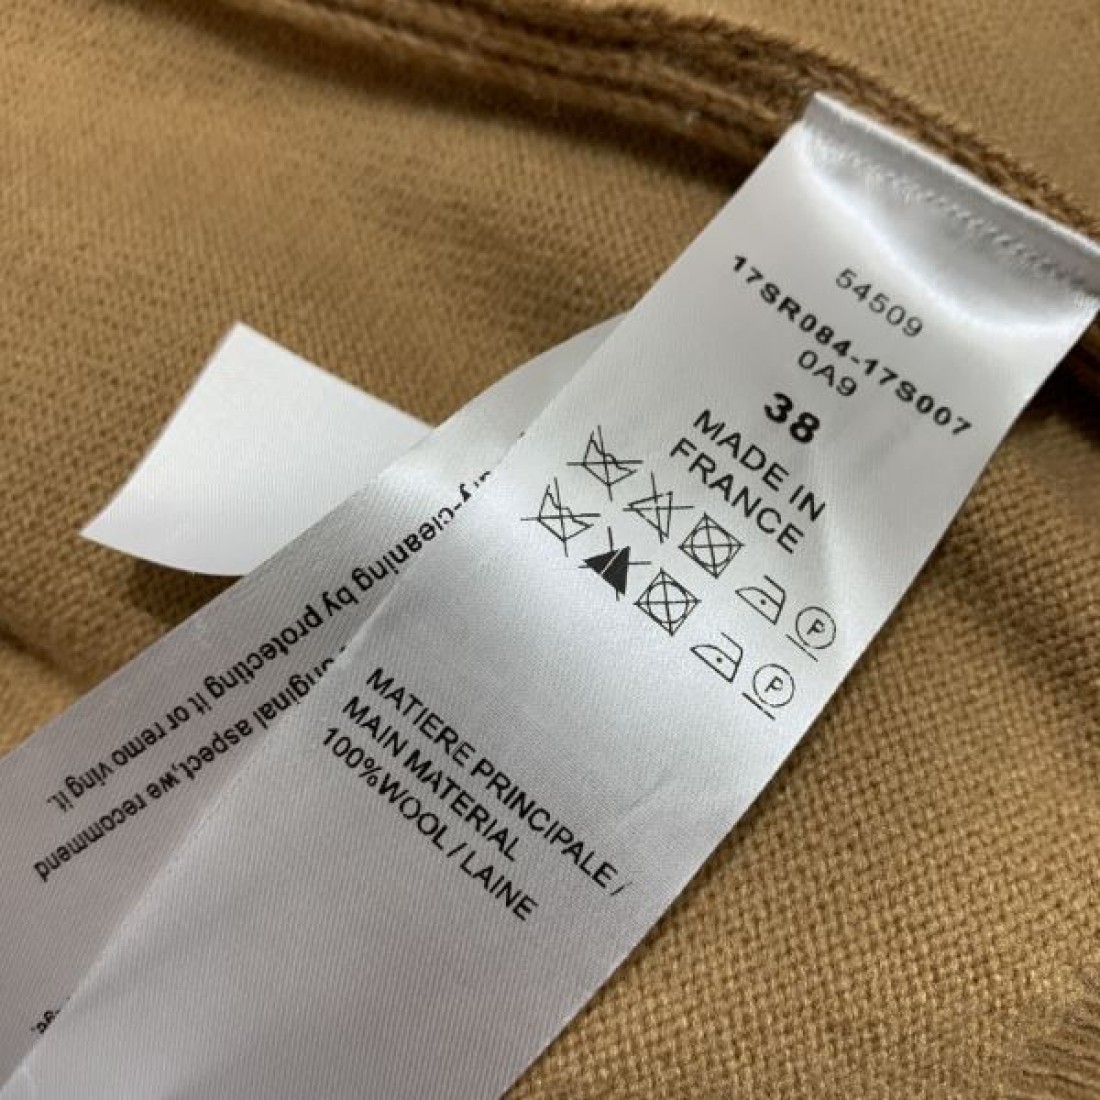 54509
17SR084-17S007
0A9
38
MADE IN
FRANCE
P
P
MATIERE PRINCIPALE /
MAIN MATERIAL
100%WOOL / LAINE
y-cleaning by protecting it or remo ving it.
original aspect,we recommend